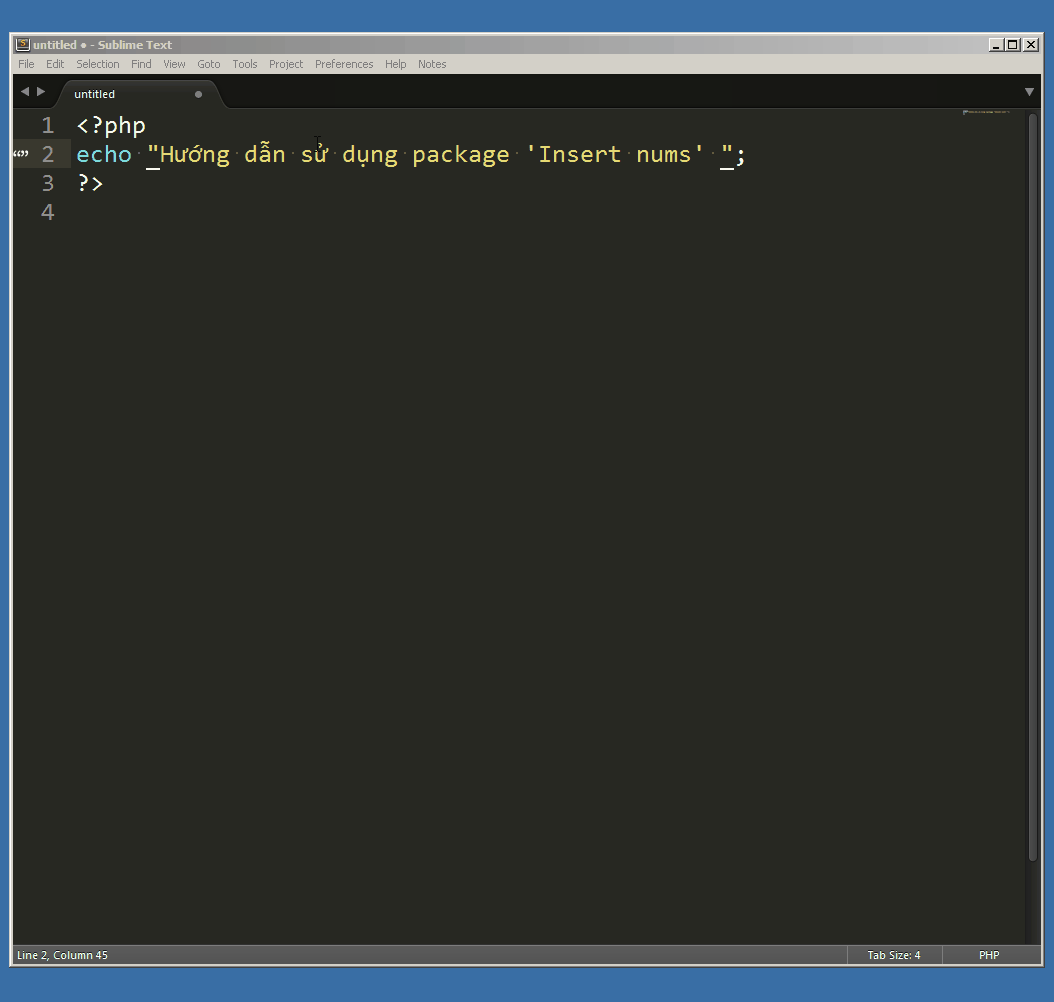 untitled • - Sublime Text
File Edit Selection Find View Goto Tools Project Preferences Help Notes
untitled
1 <?php
2 echo "Hướng dẫn sử dụng package 'Insert nums' ";
3 ?>
4
Line 2, Column 45 Tab Size: 4 PHP